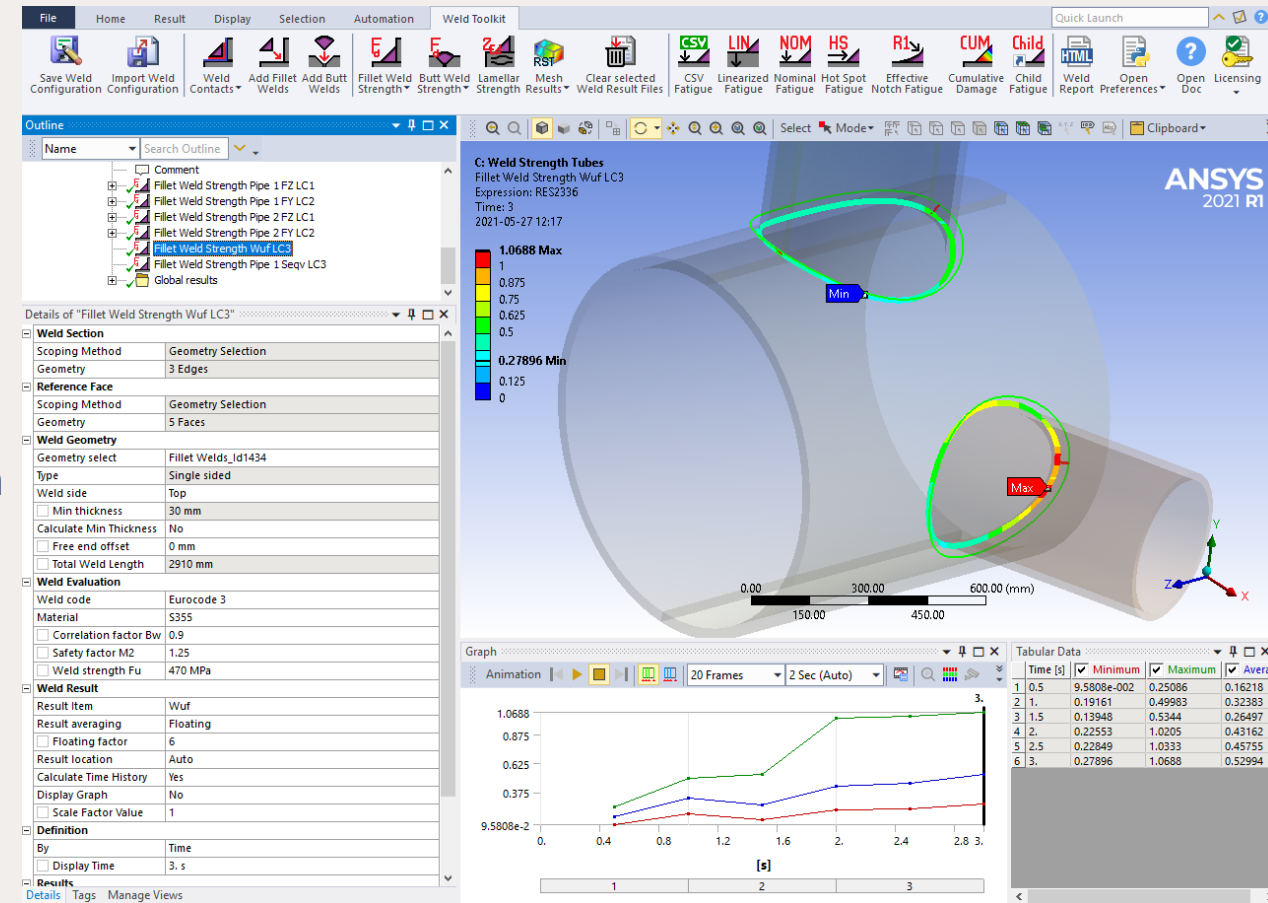 File Home Result Display Selection Automation Weld Toolkit Quick Launch
Save Weld Configuration
Import Weld Configuration
Weld Contacts
Add Fillet Welds
Add Butt Welds
Fillet Weld Strength
Butt Weld Strength
Lamellar Strength
Mesh Results
Clear selected Weld Result Files
CSV Fatigue
Linearized Fatigue
Nominal Fatigue
Hot Spot Fatigue
Effective Notch Fatigue
Cumulative Damage
Child Fatigue
Weld Report
Open Preferences
Open Doc
Licensing
RST
CSV
LIN
NOM
HS
R1
CUM
Child
HTML
Outline
Name Search Outline
Comment
Fillet Weld Strength Pipe 1 FZ LC1
Fillet Weld Strength Pipe 1 FY LC2
Fillet Weld Strength Pipe 2 FZ LC1
Fillet Weld Strength Pipe 2 FY LC2
Fillet Weld Strength Wuf LC3
Fillet Weld Strength Pipe 1 Seqv LC3
Global results
Details of "Fillet Weld Strength Wuf LC3"
Weld Section
Scoping Method Geometry Selection
Geometry 3 Edges
Reference Face
Scoping Method Geometry Selection
Geometry 5 Faces
Weld Geometry
Geometry select Fillet Welds_Id1434
Type Single sided
Weld side Top
Min thickness 30 mm
Calculate Min Thickness No
Free end offset 0 mm
Total Weld Length 2910 mm
Weld Evaluation
Weld code Eurocode 3
Material S355
Correlation factor Bw 0.9
Safety factor M2 1.25
Weld strength Fu 470 MPa
Weld Result
Result Item Wuf
Result averaging Floating
Floating factor 6
Result location Auto
Calculate Time History Yes
Display Graph No
Scale Factor Value 1
Definition
By Time
Display Time 3. s
Results
Details Tags Manage Views
Select Mode Clipboard
C: Weld Strength Tubes
Fillet Weld Strength Wuf LC3
Expression: RES2336
Time: 3
2021-05-27 12:17
1.0688 Max
1
0.875
0.75
0.625
0.5
0.27896 Min
0.125
0
ANSYS
2021 R1
Min
Max
0.00 300.00 600.00 (mm)
150.00 450.00
Y
Z
X
Graph
Animation 20 Frames 2 Sec (Auto)
3.
1.0688
0.875
0.625
0.375
9.5808e-2
0. 0.4 0.8 1.2 1.6 2. 2.4 2.8 3.
[s]
1 2 3
Tabular Data
Time [s] Minimum Maximum Avera
1 0.5 9.5808e-002 0.25086 0.16218
2 1. 0.19161 0.49983 0.32383
3 1.5 0.13948 0.5344 0.26497
4 2. 0.22553 1.0205 0.43162
5 2.5 0.22849 1.0333 0.45755
6 3. 0.27896 1.0688 0.52994